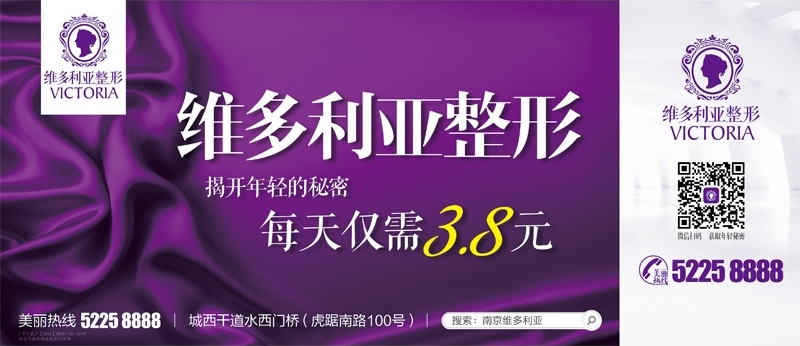 维多利亚整形
VICTORIA
维多利亚整形
揭开年轻的秘密
每天仅需3.8元
美丽热线 5225 8888 | 城西干道水西门桥（虎踞南路100号） | 搜索：南京维多利亚
维多利亚整形
VICTORIA
微信扫码 获取年轻秘密
美丽热线 5225 8888